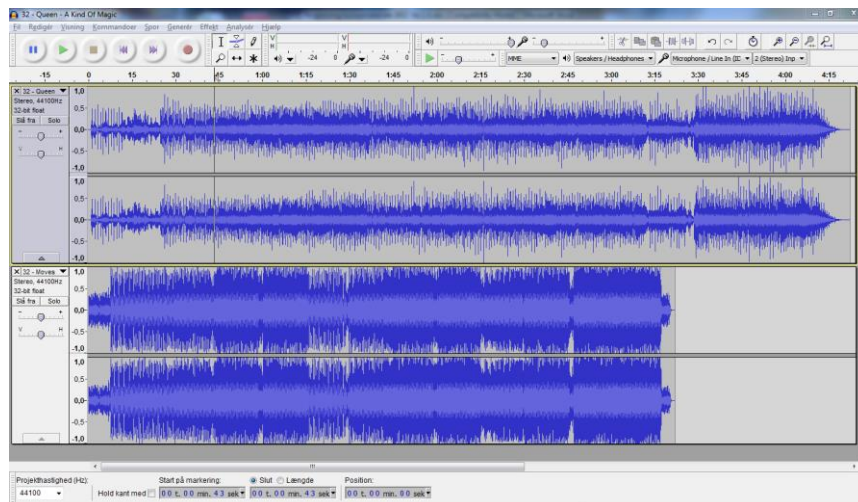 32 - Queen - A Kind Of Magic
Fil Redigér Visning Kommandoer Spor Generér Effekt Analysér Hjælp
-24 0 -24 0
MME Speakers / Headphones Microphone / Line In (IC 2 (Stereo) Inp
-15 0 15 30 45 1:00 1:15 1:30 1:45 2:00 2:15 2:30 2:45 3:00 3:15 3:30 3:45 4:00 4:15
32 - Queen
Stereo, 44100Hz
32-bit float
Slå fra Solo
- +
V H
1,0
0,5-
0,0-
-0,5-
-1,0
1,0
0,5-
0,0-
-0,5-
-1,0
32 - Moves
Stereo, 44100Hz
32-bit float
Slå fra Solo
- +
V H
1,0
0,5-
0,0-
-0,5-
-1,0
1,0
0,5-
0,0-
-0,5-
-1,0
Projekthastighed (Hz): Start på markering: Slut Længde Position:
44100 Hold kant med 00 t. 00 min. 43 sek 00 t. 00 min. 43 sek 00 t. 00 min. 00 sek